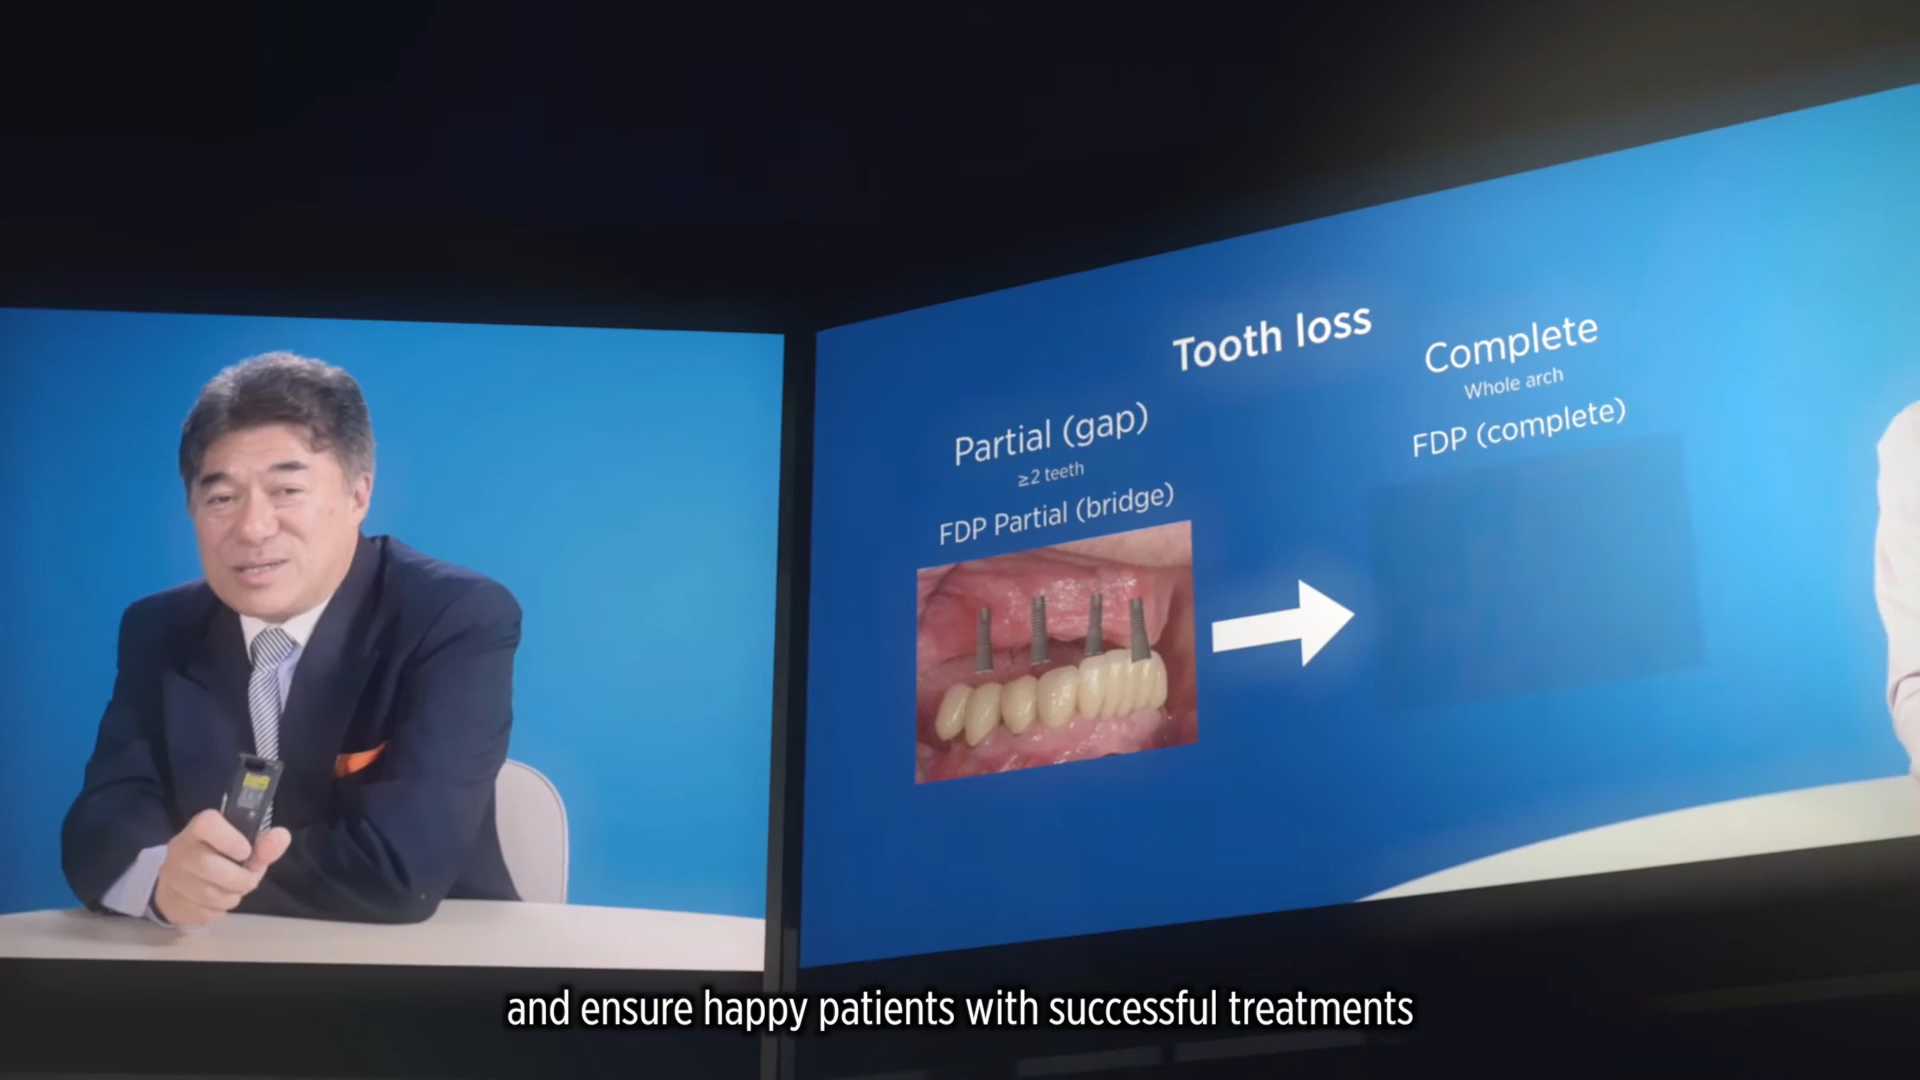 Tooth loss
Partial (gap)
≥2 teeth
FDP Partial (bridge)
Complete
Whole arch
FDP (complete)
and ensure happy patients with successful treatments